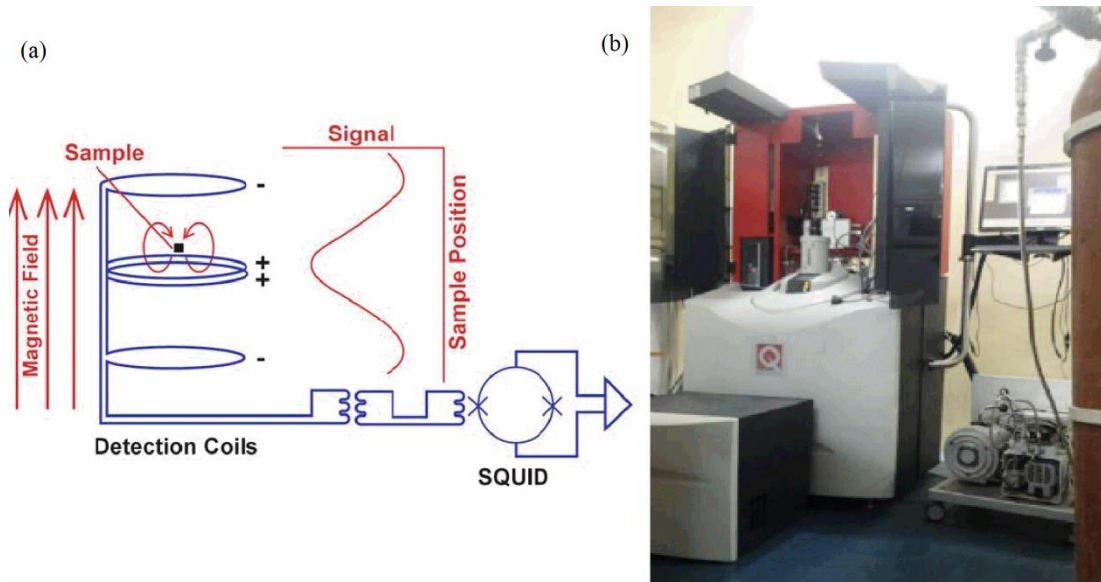 (a)
(b)
Signal
Sample
-
Magnetic Field
+
+
Sample Position
-
Detection Coils
SQUID
Q